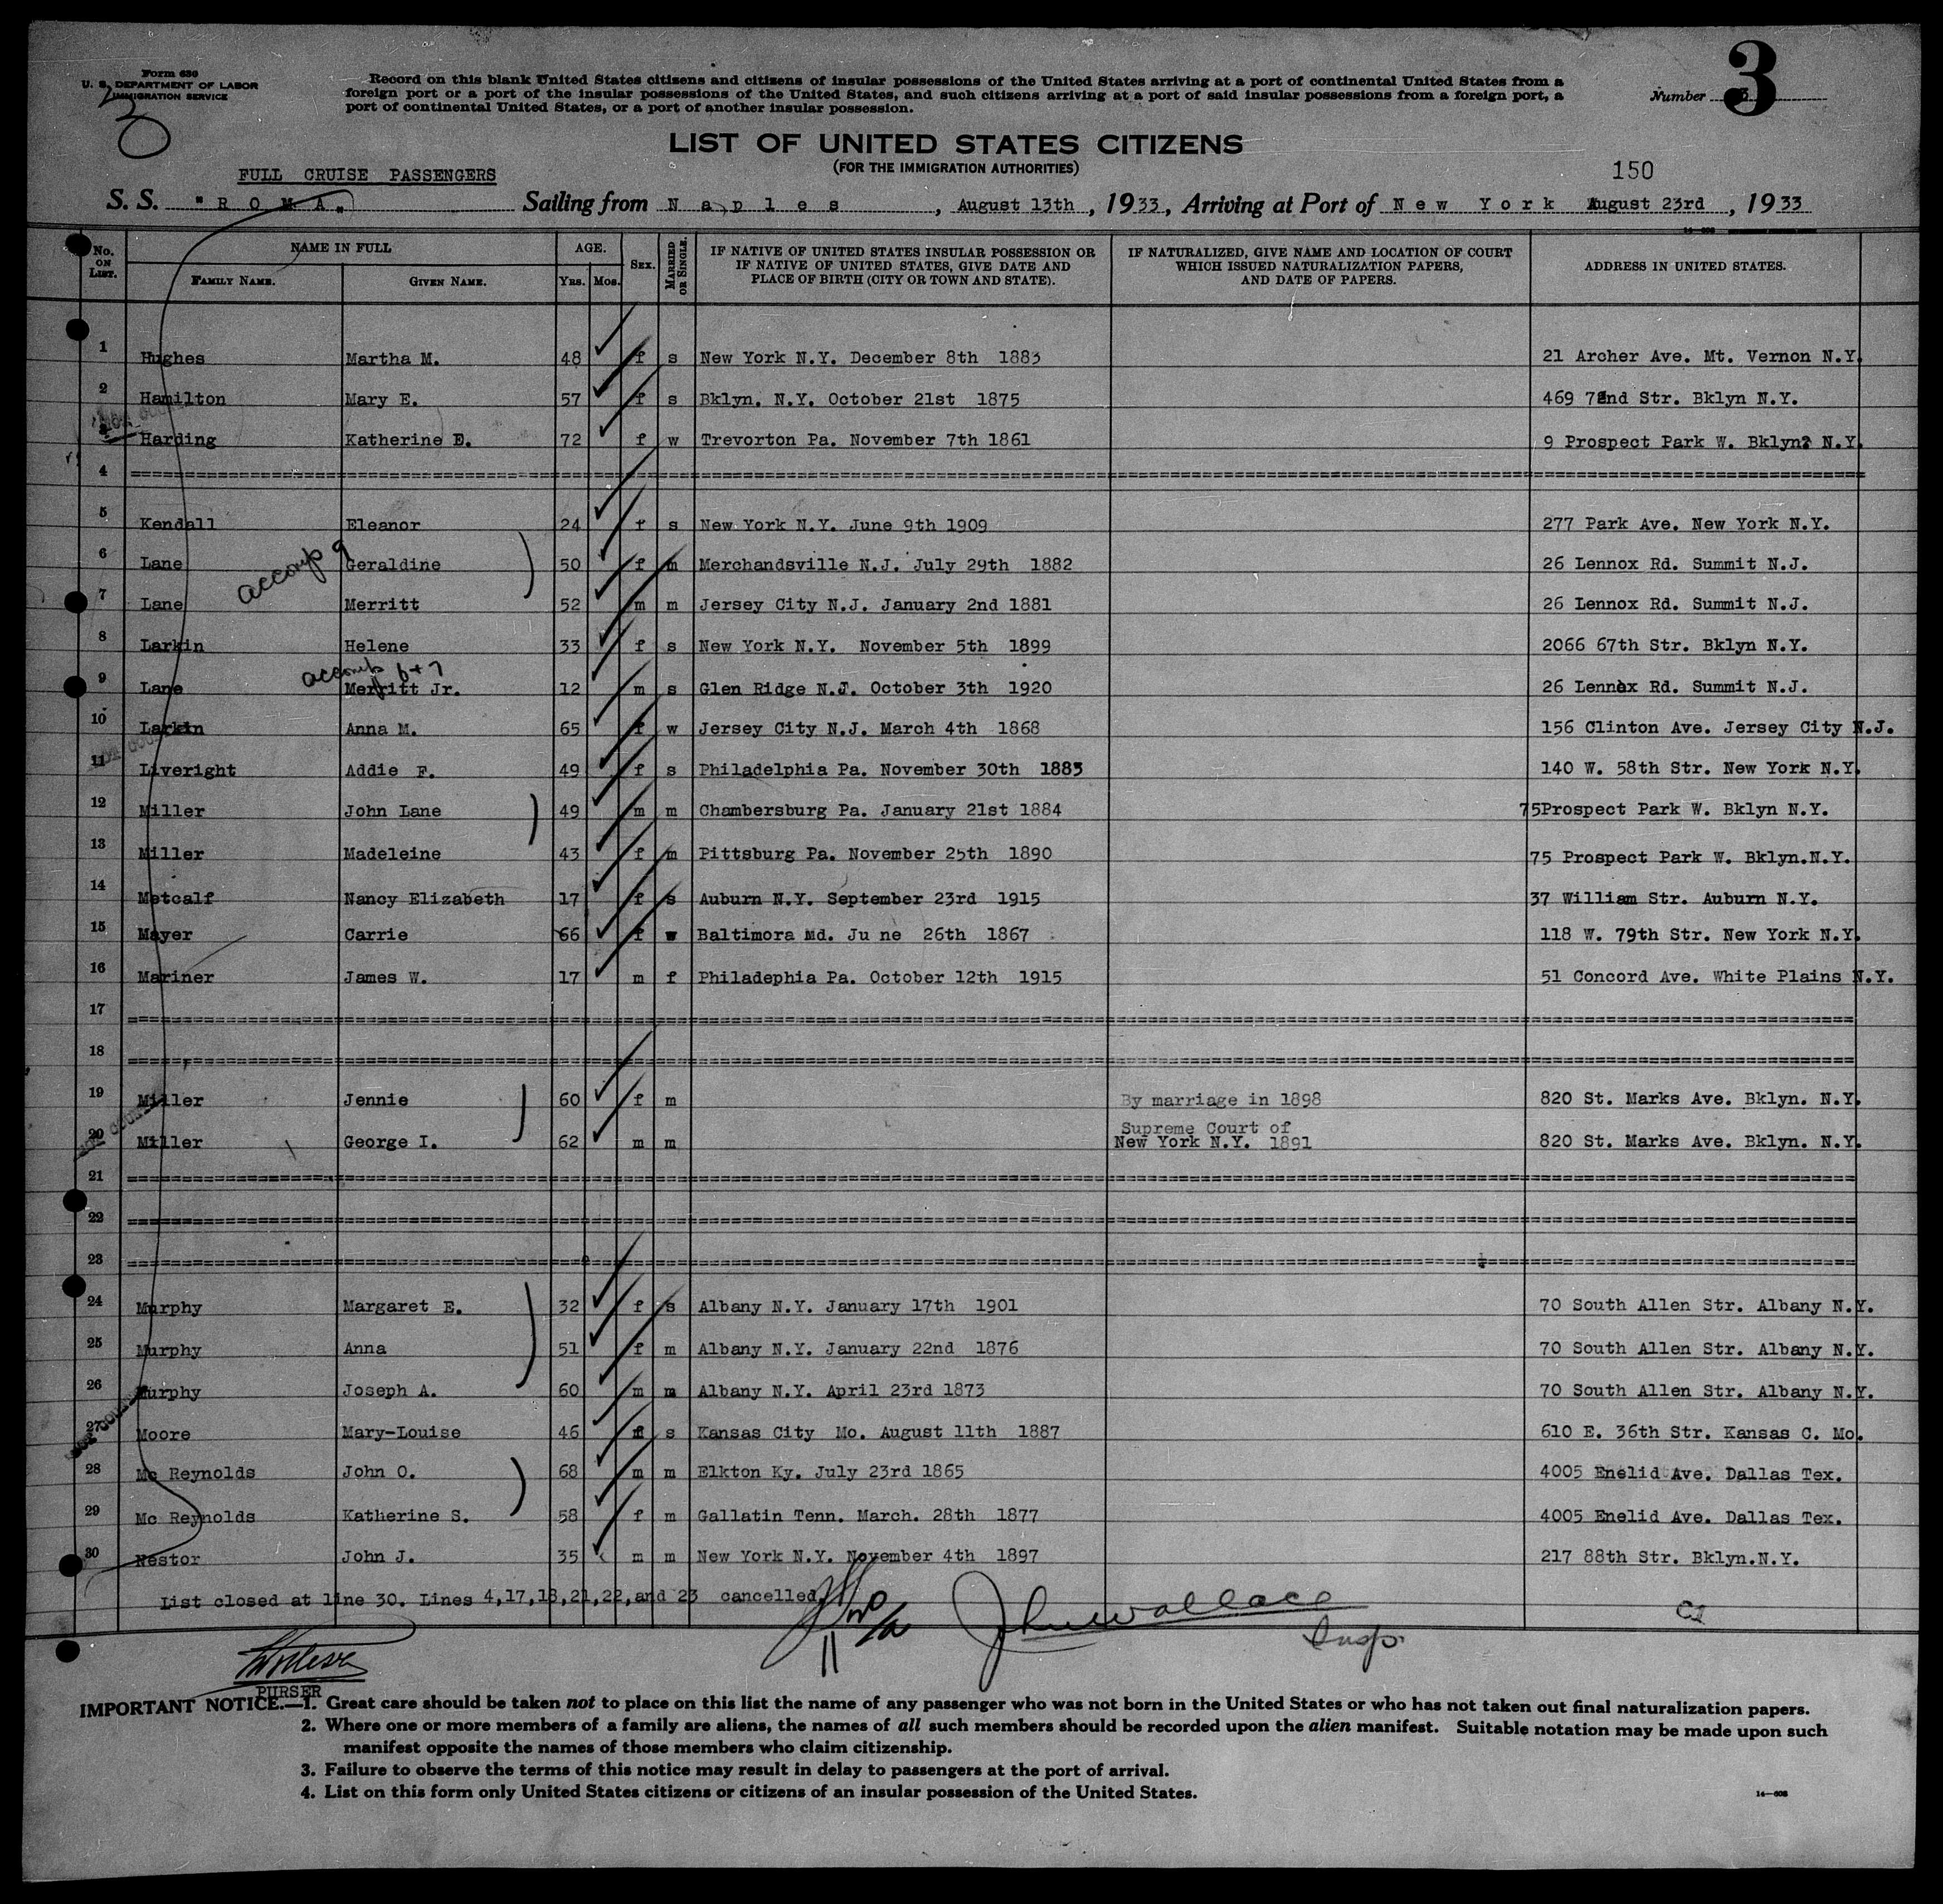 Form 630
U. S. DEPARTMENT OF LABOR
IMMIGRATION SERVICE
3
Record on this blank United States citizens and citizens of insular possessions of the United States arriving at a port of continental United States from a
foreign port or a port of the insular possessions of the United States, and such citizens arriving at a port of said insular possessions from a foreign port, a
port of continental United States, or a port of another insular possession.
Number 3
3
LIST OF UNITED STATES CITIZENS
(FOR THE IMMIGRATION AUTHORITIES)
FULL CRUISE PASSENGERS
150
S. S. "R O M A" Sailing from N a p l e s , August 13th , 1933, Arriving at Port of N e w Y o r k August 23rd , 1933
No. ON LIST. NAME IN FULL FAMILY NAME. GIVEN NAME. AGE. YRS. MOS. SEX. MARRIED OR SINGLE. IF NATIVE OF UNITED STATES INSULAR POSSESSION OR IF NATIVE OF UNITED STATES, GIVE DATE AND PLACE OF BIRTH (CITY OR TOWN AND STATE). IF NATURALIZED, GIVE NAME AND LOCATION OF COURT WHICH ISSUED NATURALIZATION PAPERS, AND DATE OF PAPERS. ADDRESS IN UNITED STATES.
1 Hughes Martha M. 48 f s New York N.Y. December 8th 1883 21 Archer Ave. Mt. Vernon N.Y.
2 Hamilton Mary E. 57 f s Bklyn. N.Y. October 21st 1875 469 72nd Str. Bklyn N.Y.
3 Harding Katherine E. 72 f w Trevorton Pa. November 7th 1861 9 Prospect Park W. Bklyn? N.Y.
4
5 Kendall Eleanor 24 f s New York N.Y. June 9th 1909 277 Park Ave. New York N.Y.
6 Lane accomp 9 Geraldine 50 f m Merchandsville N.J. July 29th 1882 26 Lennox Rd. Summit N.J.
7 Lane Merritt 52 m m Jersey City N.J. January 2nd 1881 26 Lennox Rd. Summit N.J.
8 Larkin Helene 33 f s New York N.Y. November 5th 1899 2066 67th Str. Bklyn N.Y.
accomp 6+7
9 Lane Merritt Jr. 12 m s Glen Ridge N.J. October 3th 1920 26 Lennox Rd. Summit N.J.
10 Larkin Anna M. 65 f w Jersey City N.J. March 4th 1868 156 Clinton Ave. Jersey City N.J.
11 Liveright Addie F. 49 f s Philadelphia Pa. November 30th 1883 140 W. 58th Str. New York N.Y.
12 Miller John Lane 49 m m Chambersburg Pa. January 21st 1884 75Prospect Park W. Bklyn N.Y.
13 Miller Madeleine 43 f m Pittsburg Pa. November 25th 1890 75 Prospect Park W. Bklyn.N.Y.
14 Metcalf Nancy Elizabeth 17 f s Auburn N.Y. September 23rd 1915 37 William Str. Auburn N.Y.
15 Mayer Carrie 66 f w Baltimora Md. Ju ne 26th 1867 118 W. 79th Str. New York N.Y.
16 Mariner James W. 17 m f Philadephia Pa. October 12th 1915 51 Concord Ave. White Plains N.Y.
17
18
19 Miller Jennie 60 f m By marriage in 1898 820 St. Marks Ave. Bklyn. N.Y.
Supreme Court of
20 Miller George I. 62 m m New York N.Y. 1891 820 St. Marks Ave. Bklyn. N.Y.
21
22
23
24 Murphy Margaret E. 32 f s Albany N.Y. January 17th 1901 70 South Allen Str. Albany N.Y.
25 Murphy Anna 51 f m Albany N.Y. January 22nd 1876 70 South Allen Str. Albany N.Y.
26 Murphy Joseph A. 60 m m Albany N.Y. April 23rd 1873 70 South Allen Str. Albany N.Y.
27 Moore Mary-Louise 46 f s Kansas City Mo. August 11th 1887 610 E. 36th Str. Kansas C. Mo.
28 Mc Reynolds John O. 68 m m Elkton Ky. July 23rd 1865 4005 Enelid Ave. Dallas Tex.
29 Mc Reynolds Katherine S. 58 f m Gallatin Tenn. March. 28th 1877 4005 Enelid Ave. Dallas Tex.
30 Nestor John J. 35 m m New York N.Y. November 4th 1897 217 88th Str. Bklyn.N.Y.
List closed at line 30. Lines 4,17,18,21,22,and 23 cancelled
Jhnwallace
Insp.
PURSER
IMPORTANT NOTICE.—1. Great care should be taken not to place on this list the name of any passenger who was not born in the United States or who has not taken out final naturalization papers.
2. Where one or more members of a family are aliens, the names of all such members should be recorded upon the alien manifest. Suitable notation may be made upon such
manifest opposite the names of those members who claim citizenship.
3. Failure to observe the terms of this notice may result in delay to passengers at the port of arrival.
4. List on this form only United States citizens or citizens of an insular possession of the United States.
14—608